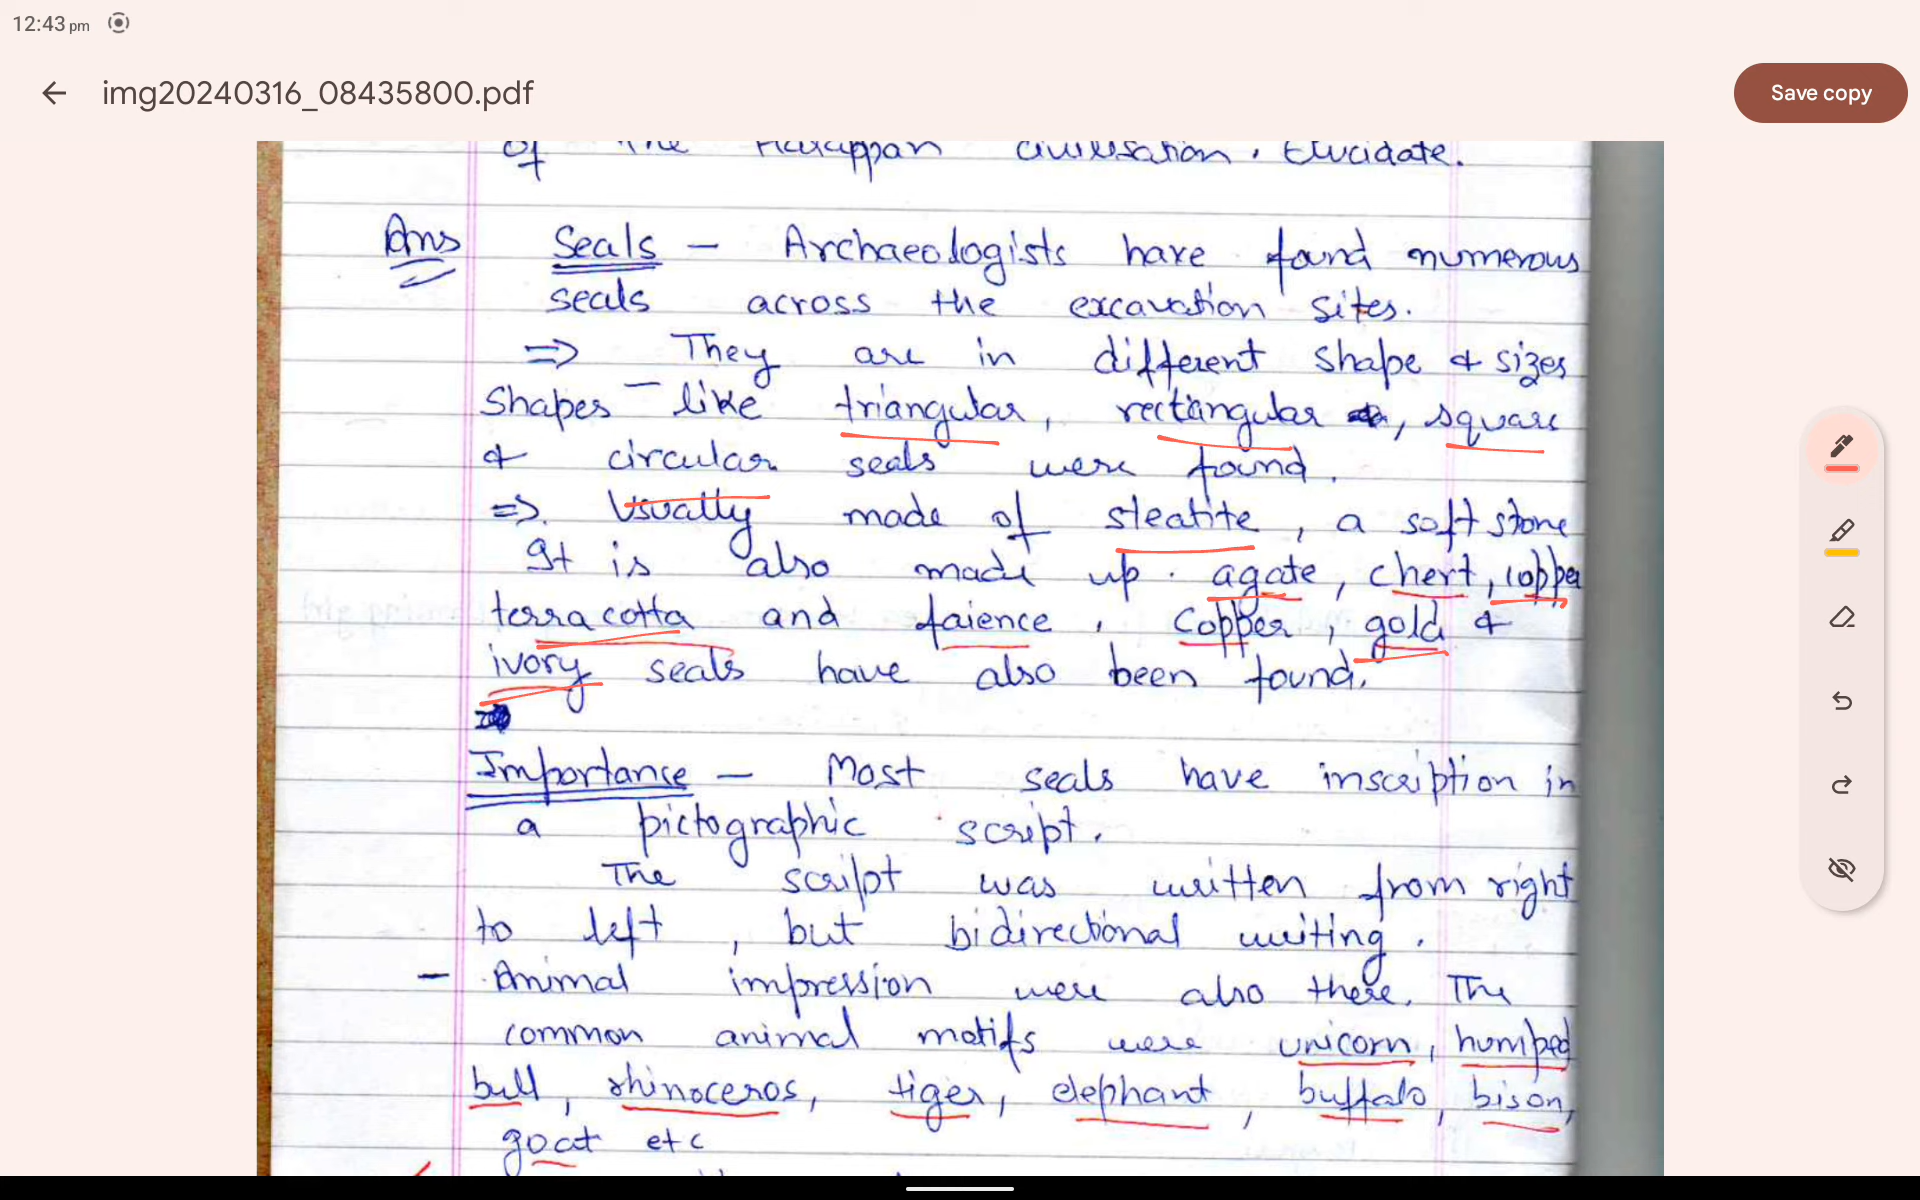 12:43 pm
img20240316_08435800.pdf
Save copy
of the Harappan civilisation. Elucidate.
Ans Seals – Archaeologists have found numerous
seals across the excavation sites.
⇒ They are in different shape & sizes
Shapes – like triangular, rectangular, square
& circular seals were found.
⇒ Usually made of steatite, a soft stone
It is also made up. agate, chert, copper
terracotta and faience. Copper, gold &
ivory seals have also been found.
Importance – Most seals have inscription in
a pictographic script.
The script was written from right
to left, but bidirectional writing.
– Animal impression were also there. The
common animal motifs were unicorn, humped
bull, rhinoceros, tiger, elephant, buffalo, bison,
goat etc